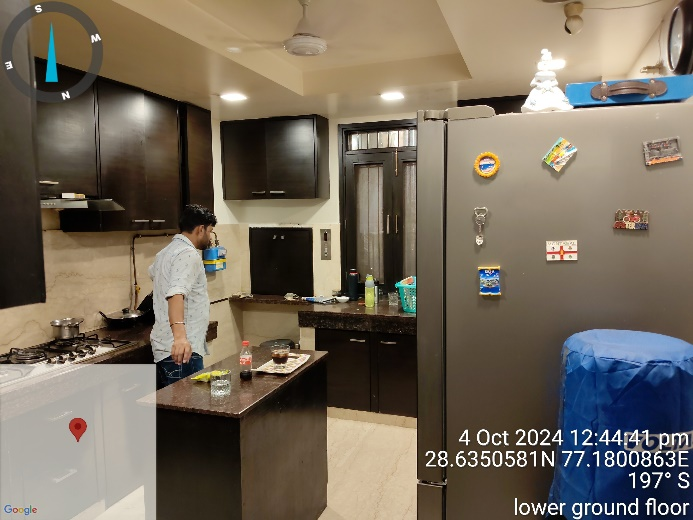 S
W
E
N
4 Oct 2024 12:44:41 pm
28.6350581N 77.1800863E
197° S
lower ground floor
Google